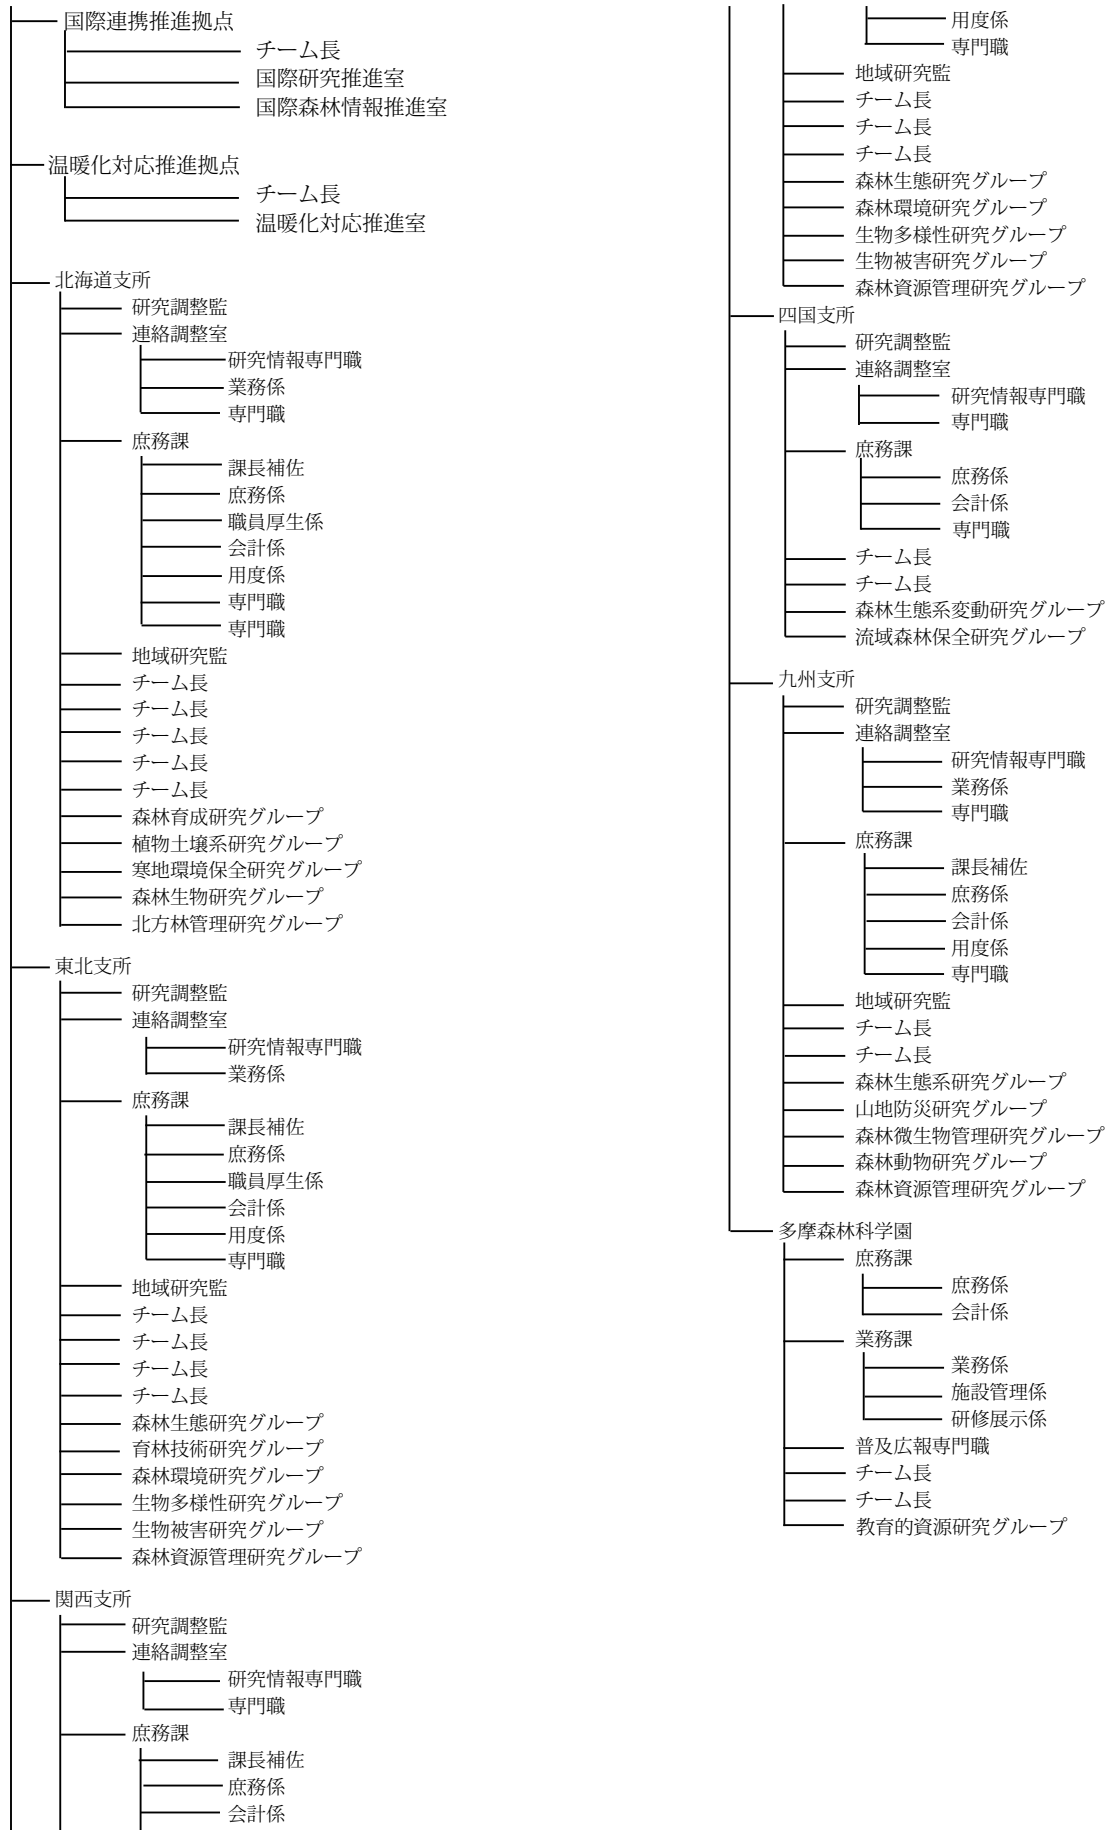 国際連携推進拠点
チーム長
国際研究推進室
国際森林情報推進室
温暖化対応推進拠点
チーム長
温暖化対応推進室
北海道支所
研究調整監
連絡調整室
研究情報専門職
業務係
専門職
庶務課
課長補佐
庶務係
職員厚生係
会計係
用度係
専門職
専門職
地域研究監
チーム長
チーム長
チーム長
チーム長
チーム長
森林育成研究グループ
植物土壌系研究グループ
寒地環境保全研究グループ
森林生物研究グループ
北方林管理研究グループ
東北支所
研究調整監
連絡調整室
研究情報専門職
業務係
庶務課
課長補佐
庶務係
職員厚生係
会計係
用度係
専門職
地域研究監
チーム長
チーム長
チーム長
チーム長
森林生態研究グループ
育林技術研究グループ
森林環境研究グループ
生物多様性研究グループ
生物被害研究グループ
森林資源管理研究グループ
関西支所
研究調整監
連絡調整室
研究情報専門職
専門職
庶務課
課長補佐
庶務係
会計係
用度係
専門職
地域研究監
チーム長
チーム長
チーム長
森林生態研究グループ
森林環境研究グループ
生物多様性研究グループ
生物被害研究グループ
森林資源管理研究グループ
四国支所
研究調整監
連絡調整室
研究情報専門職
専門職
庶務課
庶務係
会計係
専門職
チーム長
チーム長
森林生態系変動研究グループ
流域森林保全研究グループ
九州支所
研究調整監
連絡調整室
研究情報専門職
業務係
専門職
庶務課
課長補佐
庶務係
会計係
用度係
専門職
地域研究監
チーム長
チーム長
森林生態系研究グループ
山地防災研究グループ
森林微生物管理研究グループ
森林動物研究グループ
森林資源管理研究グループ
多摩森林科学園
庶務課
庶務係
会計係
業務課
業務係
施設管理係
研修展示係
普及広報専門職
チーム長
チーム長
教育的資源研究グループ